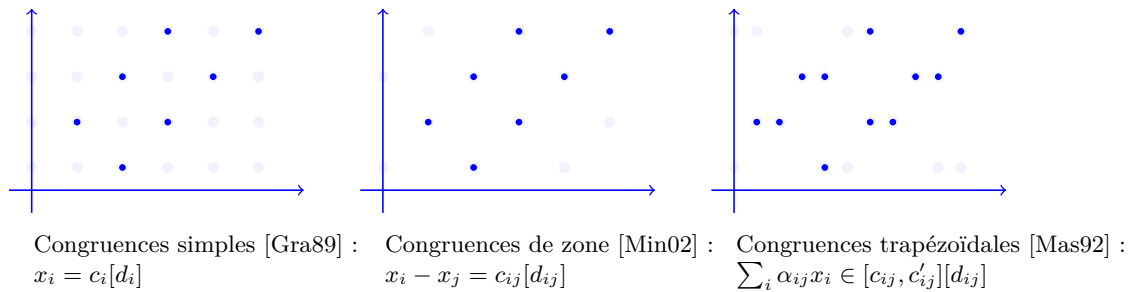 Congruences simples [Gra89] :
x_i = c_i[d_i]
Congruences de zone [Min02] :
x_i − x_j = c_{ij}[d_{ij}]
Congruences trapézoïdales [Mas92] :
∑_i α_{ij}x_i ∈ [c_{ij}, c'_{ij}][d_{ij}]